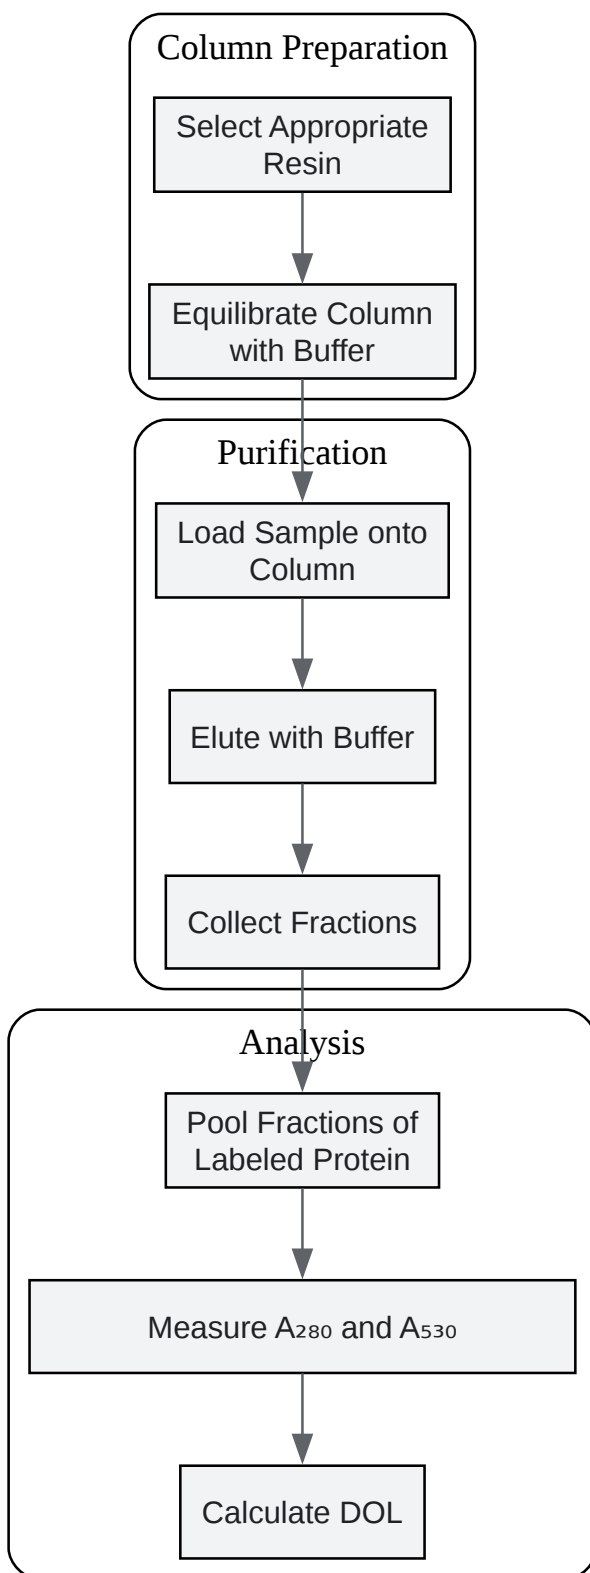 Column Preparation
Select Appropriate
Resin
Equilibrate Column
with Buffer
Purification
Load Sample onto
Column
Elute with Buffer
Collect Fractions
Analysis
Pool Fractions of
Labeled Protein
Measure A₂₈₀ and A₅₃₀
Calculate DOL